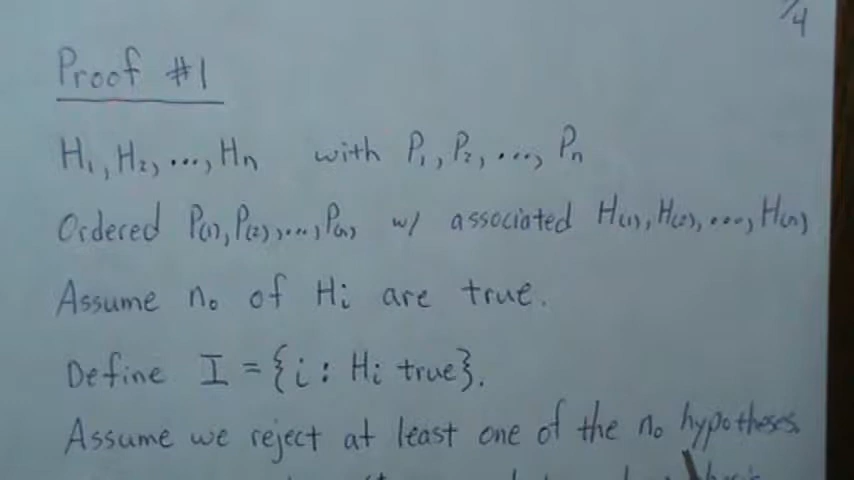 /4
Proof #1
H₁, H₂, ..., Hn with P₁, P₂, ..., Pn
Ordered P(1), P(2), ..., P(n) w/ associated H(1), H(2), ..., H(n)
Assume n₀ of Hi are true.
Define I = {i : Hi true}.
Assume we reject at least one of the n₀ hypotheses.